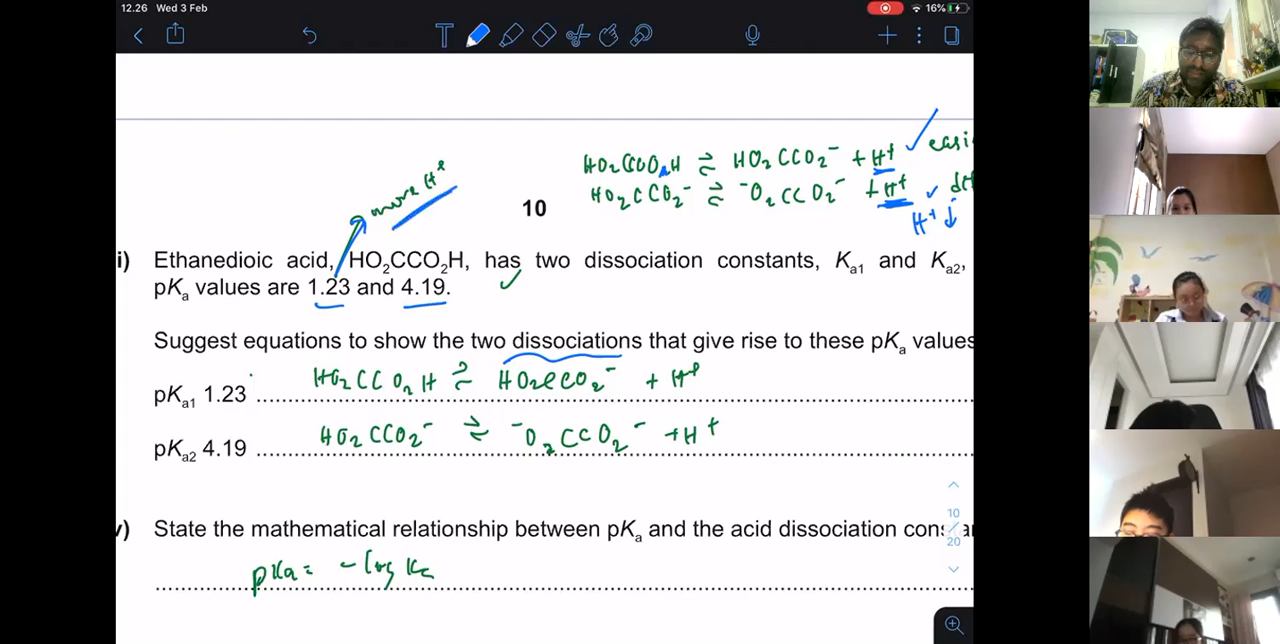 12.26 Wed 3 Feb
16%
T
HO2CCO2H ⇌ HO2CCO2⁻ + H⁺ ✓ easi
more H⁺
HO2CCO2⁻ ⇌ ⁻O2CCO2⁻ + H⁺ ✓
10
H⁺ ↓
i) Ethanedioic acid, HO2CCO2H, has two dissociation constants, Ka1 and Ka2,
pKa values are 1.23 and 4.19.
Suggest equations to show the two dissociations that give rise to these pKa values
pKa1 1.23 HO2CCO2H ⇌ HO2CCO2⁻ + H⁺
pKa2 4.19 HO2CCO2⁻ ⇌ ⁻O2CCO2⁻ + H⁺
10
20
v) State the mathematical relationship between pKa and the acid dissociation cons
pKa = - log Ka